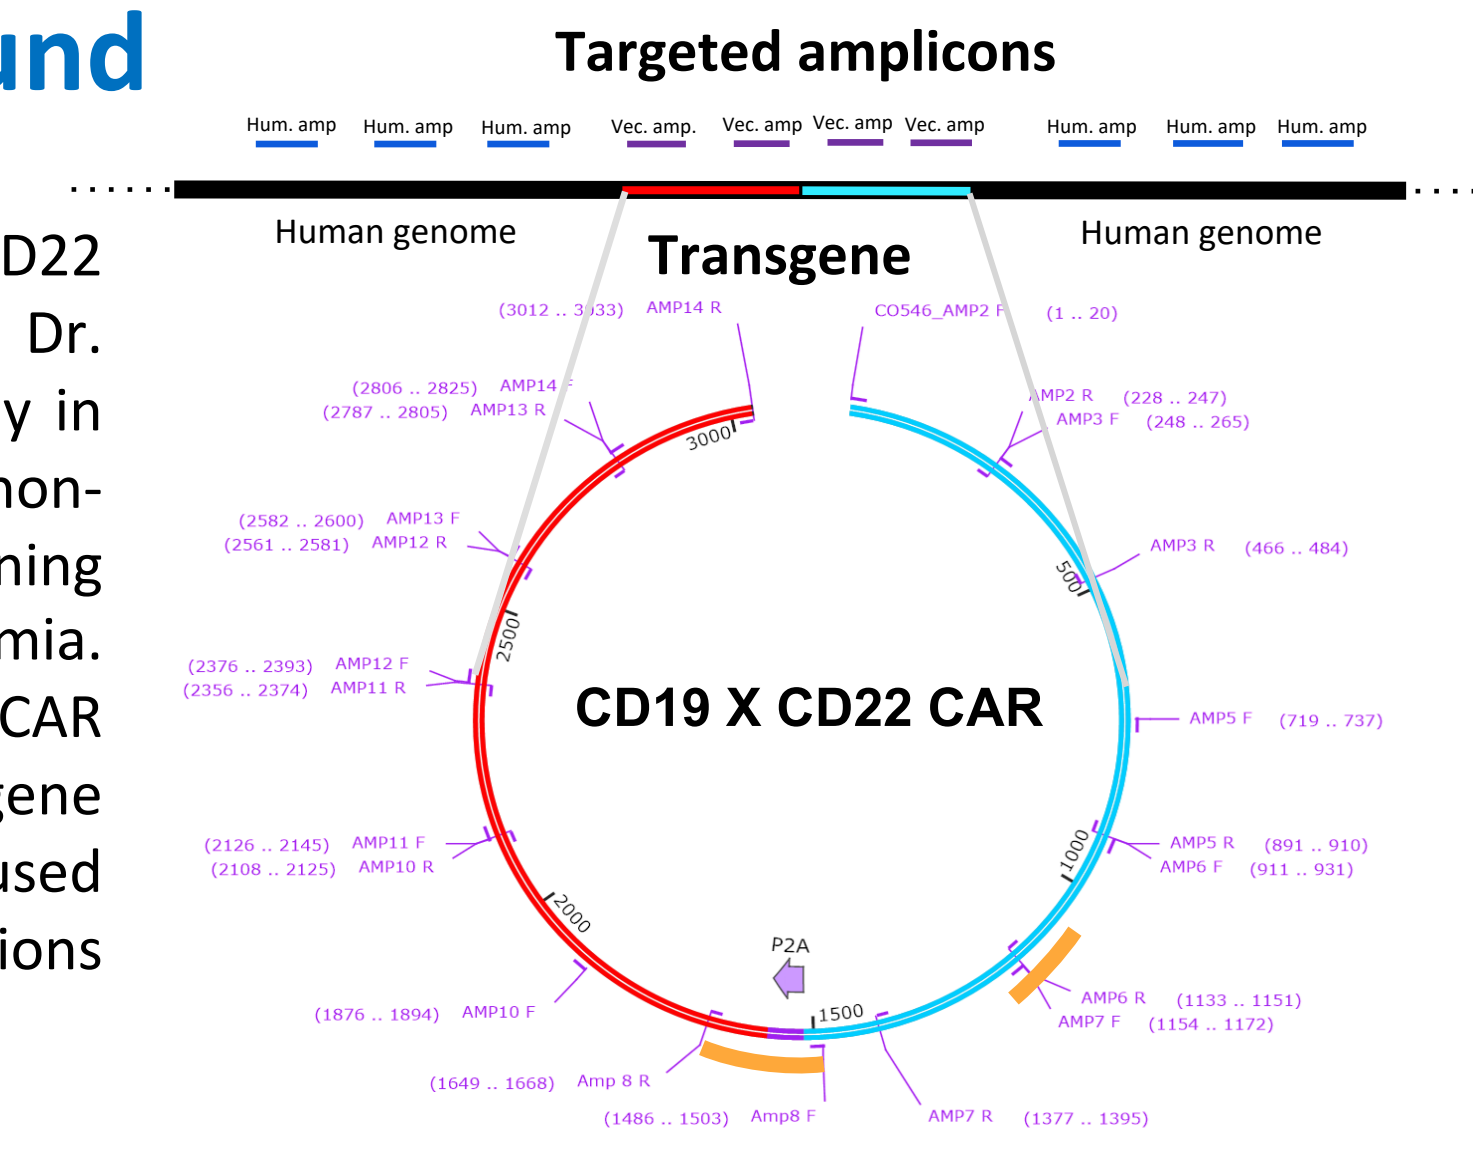 und
D22
Dr.
y in
non-
ning
mia.
CAR
gene
used
ions
Targeted amplicons
Hum. amp Hum. amp Hum. amp Vec. amp. Vec. amp Vec. amp Vec. amp Hum. amp Hum. amp Hum. amp
Human genome Transgene Human genome
(3012 .. 3033) AMP14 R
CO546_AMP2 F (1 .. 20)
(2806 .. 2825) AMP14 F
(2787 .. 2805) AMP13 R
AMP2 R (228 .. 247)
AMP3 F (248 .. 265)
3000
(2582 .. 2600) AMP13 F
(2561 .. 2581) AMP12 R
AMP3 R (466 .. 484)
500
2500
(2376 .. 2393) AMP12 F
(2356 .. 2374) AMP11 R
CD19 X CD22 CAR
AMP5 F (719 .. 737)
(2126 .. 2145) AMP11 F
(2108 .. 2125) AMP10 R
AMP5 R (891 .. 910)
AMP6 F (911 .. 931)
1000
2000
P2A
(1876 .. 1894) AMP10 F
1500
AMP6 R (1133 .. 1151)
AMP7 F (1154 .. 1172)
(1649 .. 1668) Amp 8 R
(1486 .. 1503) Amp8 F
AMP7 R (1377 .. 1395)